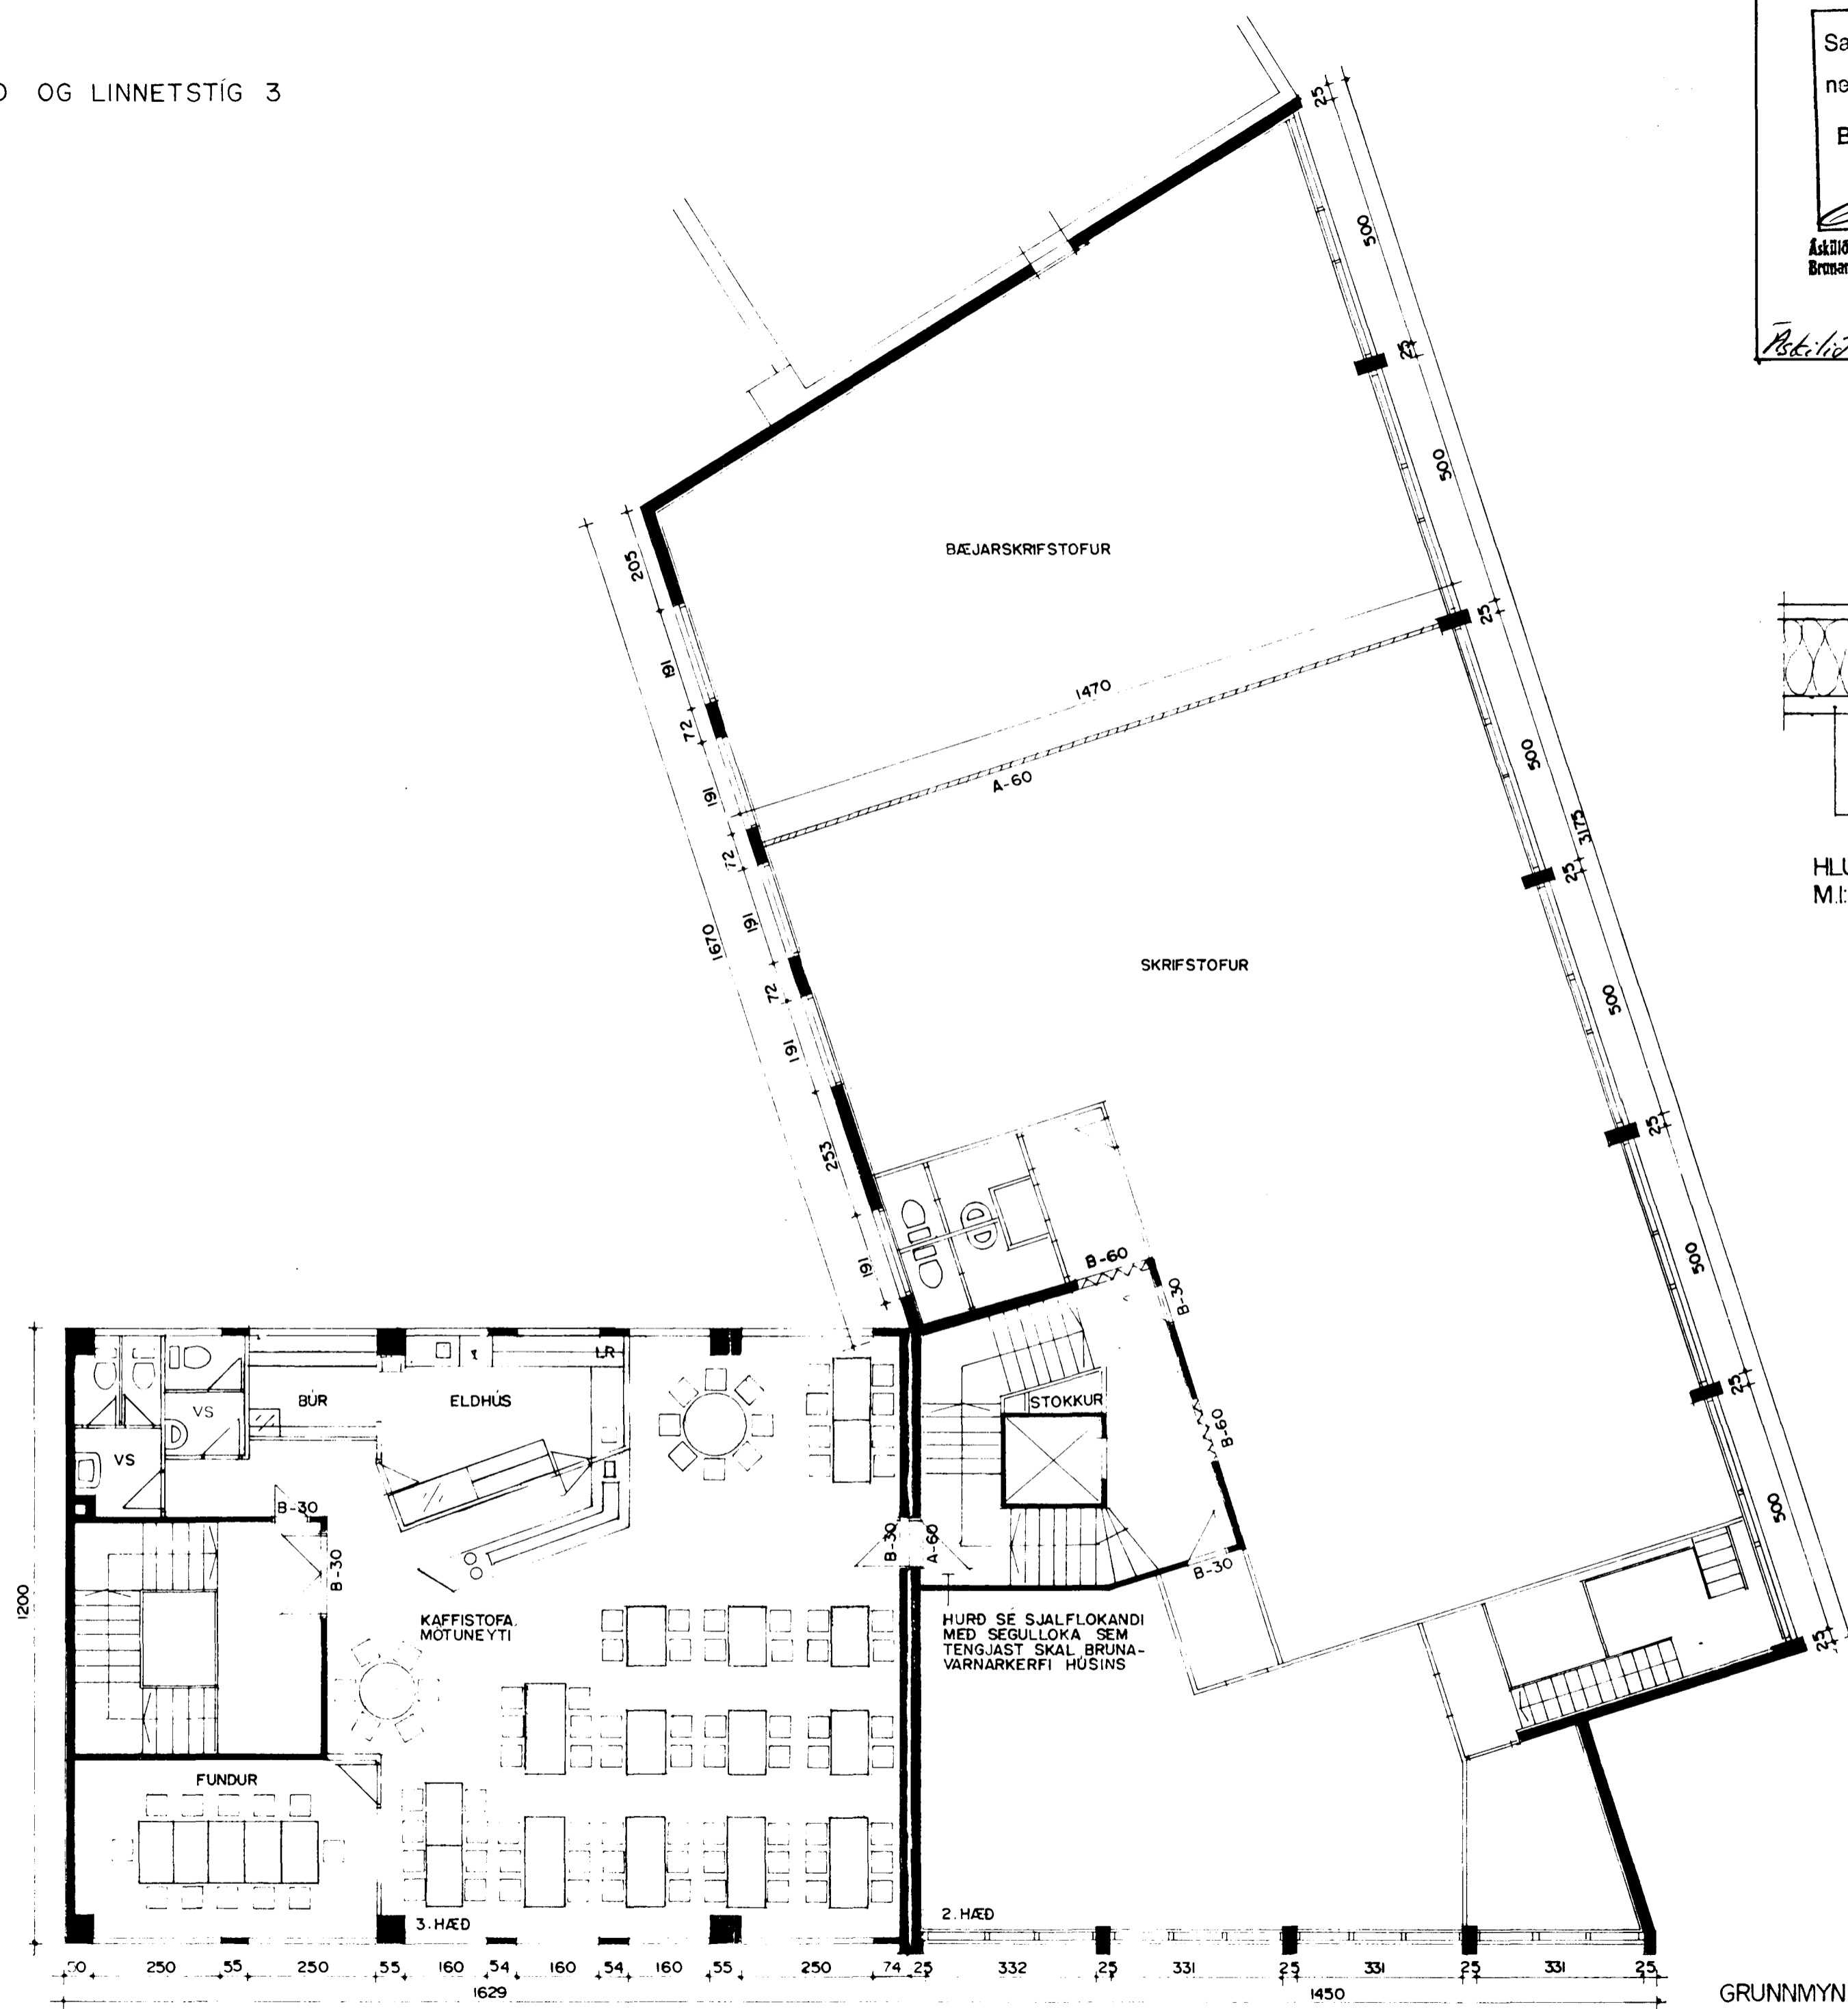 OG LINNETSTÍG 3
Sa
ne
B
25
500
25
205
500
BÆJARSKRIFSTOFUR
25
191
1470
72
A-60
500
191
3175
72
25
HLU
M.I:
191
1670
SKRIFSTOFUR
72
500
191
25
253
500
B-60
191
B-30
25
LR
STOKKUR
BÚR
ELDHÚS
VS
B-60
VS
500
B-30
B-30
A-60
B-30
B-30
1200
KAFFISTOFA,
MÖTUNEYTI
HURÐ SÉ SJALFLOKANDI
MEÐ SEGULLOKA SEM
TENGJAST SKAL BRUNA-
VARNARKERFI HÚSINS
25
FUNDUR
3. HÆÐ
2. HÆÐ
250 55 250 55 160 54 160 54 160 55 250 74 25 332 25 331 25 331 25 331 25
1629 1450
GRUNNMYN